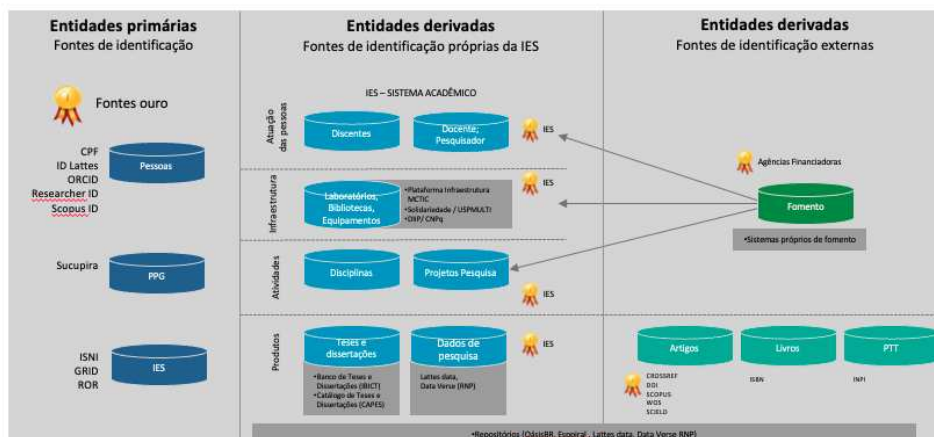 Entidades primárias
Fontes de identificação
Fontes ouro
CPF
ID Lattes
ORCID
Researcher ID
Scopus ID
Pessoas
Sucupira
PPG
ISNI
GRID
ROR
IES
Entidades derivadas
Fontes de identificação próprias da IES
IES – SISTEMA ACADÊMICO
Atuação
das pessoas
Discentes
Docente;
Pesquisador
IES
Infraestrutura
Laboratórios,
Bibliotecas,
Equipamentos
•Plataforma Infraestrutura
MCTIC
•Solidariedade / USPMULTI
•DXP/ CNPq
IES
Atividades
Disciplinas
Projetos Pesquisa
IES
Produtos
Teses e
dissertações
•Banco de Teses e
Dissertações (IBICT)
•Catálogo de Teses e
Dissertações (CAPES)
Dados de
pesquisa
Lattes data,
Data Verse (RNP)
IES
Entidades derivadas
Fontes de identificação externas
Agências Financiadoras
Fomento
•Sistemas próprios de fomento
Artigos
CROSSREF
DOI
SCOPUS
WOS
SCIELO
Livros
ISBN
PTT
INPI
•Repositórios (OásisBR, Espiral , Lattes data, Data Verse RNP)